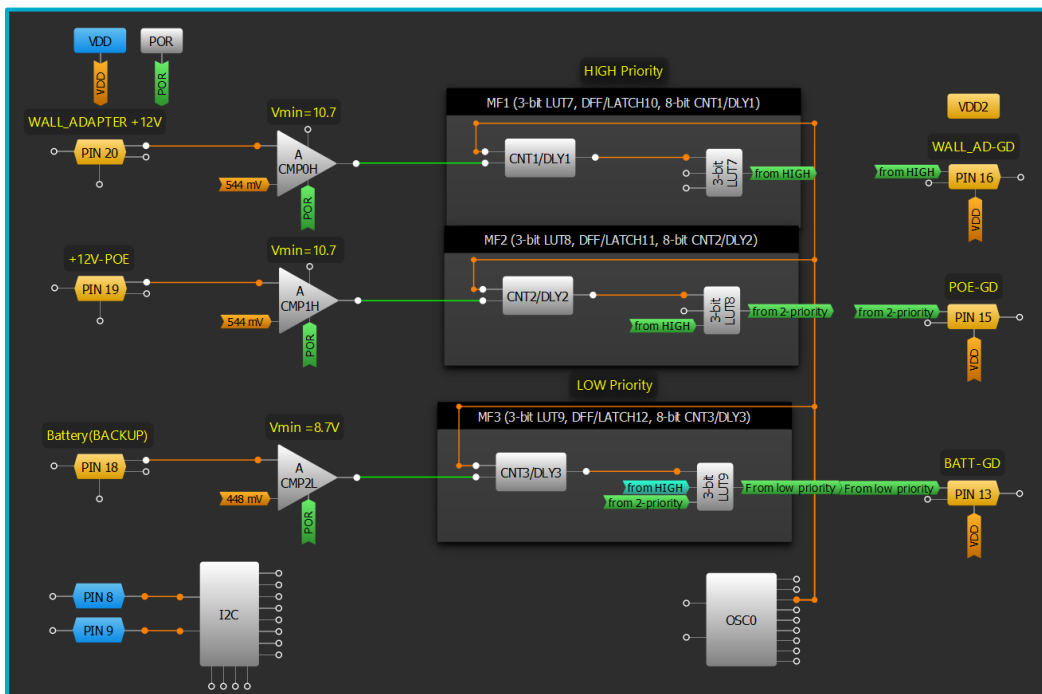 VDD
POR
VDD
POR
HIGH Priority
Vmin=10.7
MF1 (3-bit LUT7, DFF/LATCH10, 8-bit CNT1/DLY1)
VDD2
WALL_ADAPTER +12V
PIN 20
A
CMP0H
544 mV
POR
CNT1/DLY1
3-bit
LUT7
from HIGH
WALL_AD-GD
from HIGH
PIN 16
VDD
Vmin=10.7
MF2 (3-bit LUT8, DFF/LATCH11, 8-bit CNT2/DLY2)
+12V-POE
PIN 19
A
CMP1H
544 mV
POR
CNT2/DLY2
from HIGH
3-bit
LUT8
from 2-priority
POE-GD
from 2-priority
PIN 15
VDD
LOW Priority
Vmin =8.7V
MF3 (3-bit LUT9, DFF/LATCH12, 8-bit CNT3/DLY3)
Battery(BACKUP)
PIN 18
A
CMP2L
448 mV
POR
CNT3/DLY3
from HIGH
from 2-priority
3-bit
LUT9
From low priority
From low priority
BATT-GD
PIN 13
VDD
PIN 8
PIN 9
I2C
OSC0